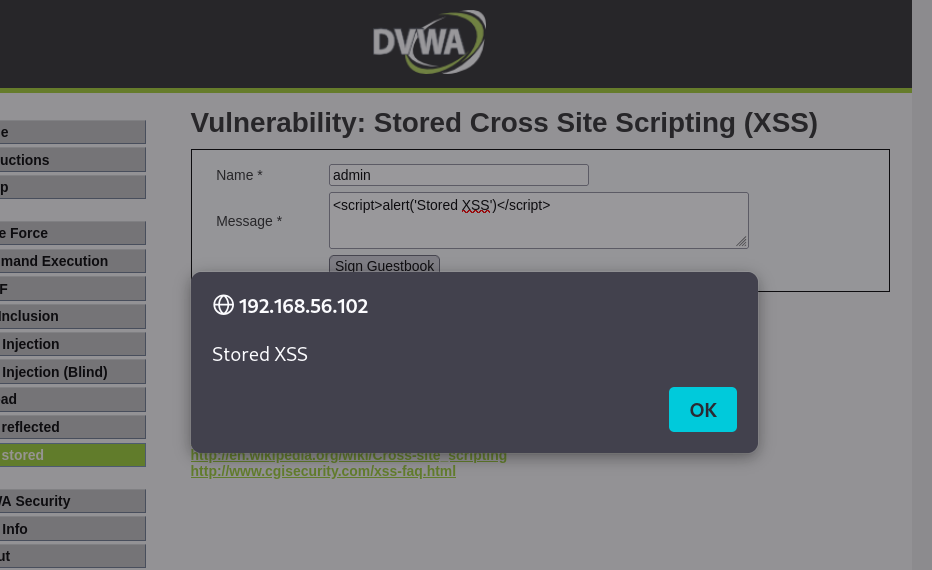 DVWA
Vulnerability: Stored Cross Site Scripting (XSS)
e
uctions
p
e Force
mand Execution
F
Inclusion
Injection
Injection (Blind)
ad
reflected
stored
/A Security
Info
ut
Name *
admin
Message *
<script>alert('Stored XSS')</script>
Sign Guestbook
192.168.56.102
Stored XSS
OK
http://en.wikipedia.org/wiki/Cross-site_scripting
http://www.cgisecurity.com/xss-faq.html